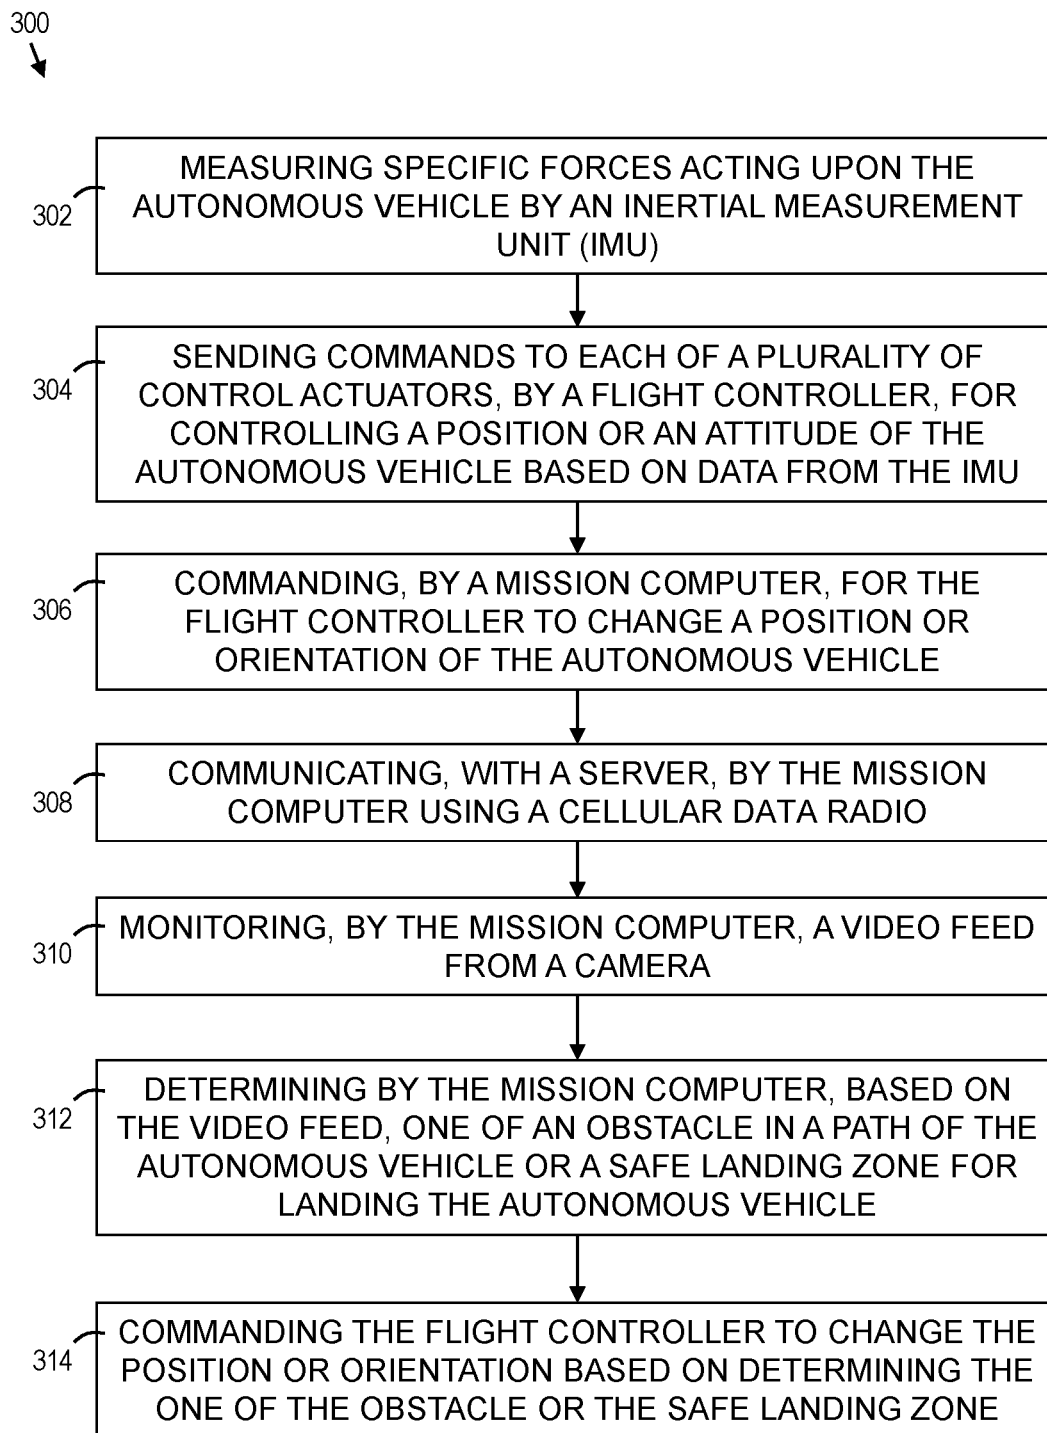 300
302
MEASURING SPECIFIC FORCES ACTING UPON THE
AUTONOMOUS VEHICLE BY AN INERTIAL MEASUREMENT
UNIT (IMU)
304
SENDING COMMANDS TO EACH OF A PLURALITY OF
CONTROL ACTUATORS, BY A FLIGHT CONTROLLER, FOR
CONTROLLING A POSITION OR AN ATTITUDE OF THE
AUTONOMOUS VEHICLE BASED ON DATA FROM THE IMU
306
COMMANDING, BY A MISSION COMPUTER, FOR THE
FLIGHT CONTROLLER TO CHANGE A POSITION OR
ORIENTATION OF THE AUTONOMOUS VEHICLE
308
COMMUNICATING, WITH A SERVER, BY THE MISSION
COMPUTER USING A CELLULAR DATA RADIO
310
MONITORING, BY THE MISSION COMPUTER, A VIDEO FEED
FROM A CAMERA
312
DETERMINING BY THE MISSION COMPUTER, BASED ON
THE VIDEO FEED, ONE OF AN OBSTACLE IN A PATH OF THE
AUTONOMOUS VEHICLE OR A SAFE LANDING ZONE FOR
LANDING THE AUTONOMOUS VEHICLE
314
COMMANDING THE FLIGHT CONTROLLER TO CHANGE THE
POSITION OR ORIENTATION BASED ON DETERMINING THE
ONE OF THE OBSTACLE OR THE SAFE LANDING ZONE